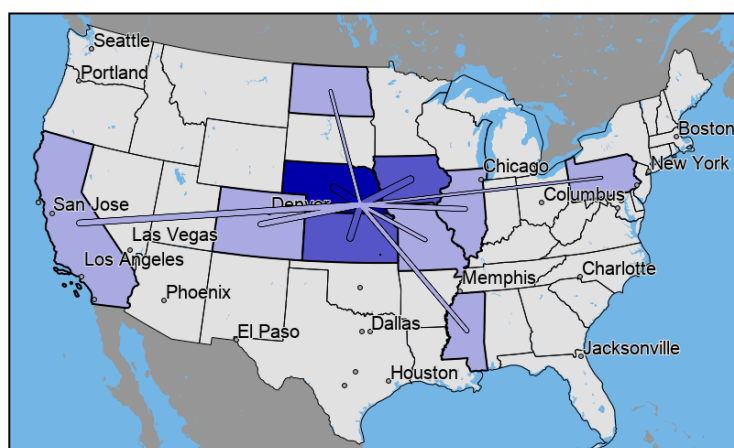 Seattle
Portland
Boston
Chicago
New York
Columbus
San Jose
Denver
Las Vegas
Los Angeles
Memphis
Charlotte
Phoenix
El Paso
Dallas
Jacksonville
Houston